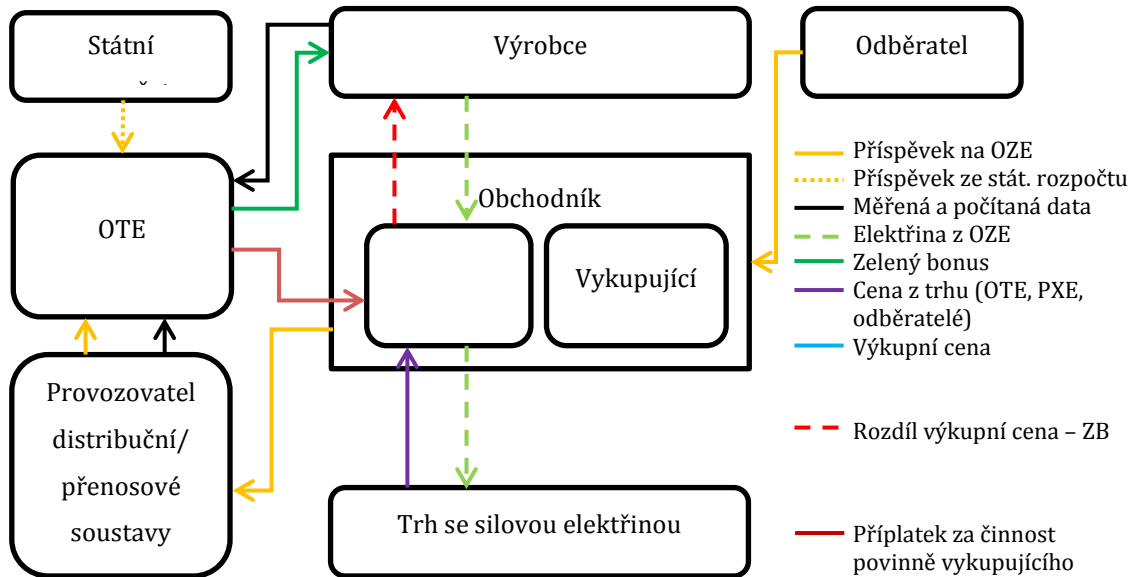 Státní
Výrobce
Odběratel
OTE
Obchodník
Vykupující
Provozovatel
distribuční/
přenosové
soustavy
Trh se silovou elektřinou
Příspěvek na OZE
Příspěvek ze stát. rozpočtu
Měřená a počítaná data
Elektřina z OZE
Zelený bonus
Cena z trhu (OTE, PXE,
odběratelé)
Výkupní cena
Rozdíl výkupní cena – ZB
Příplatek za činnost
povinně vykupujícího